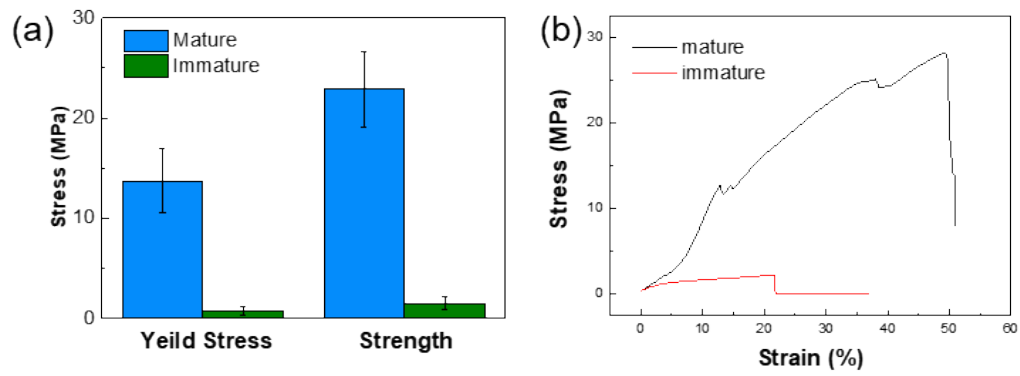 (a)
Stress (MPa)
30
20
10
0
Mature
Immature
Yeild Stress
Strength
(b)
Stress (MPa)
30
20
10
0
mature
immature
0
10
20
30
40
50
60
Strain (%)